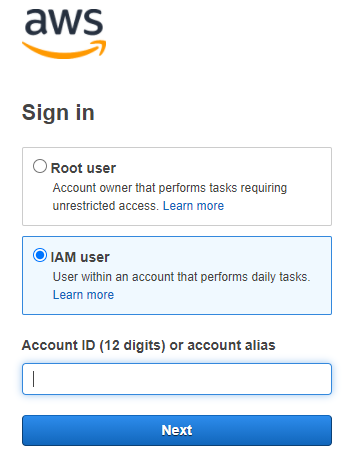 aws
Sign in
Root user
Account owner that performs tasks requiring
unrestricted access. Learn more
IAM user
User within an account that performs daily tasks.
Learn more
Account ID (12 digits) or account alias
Next